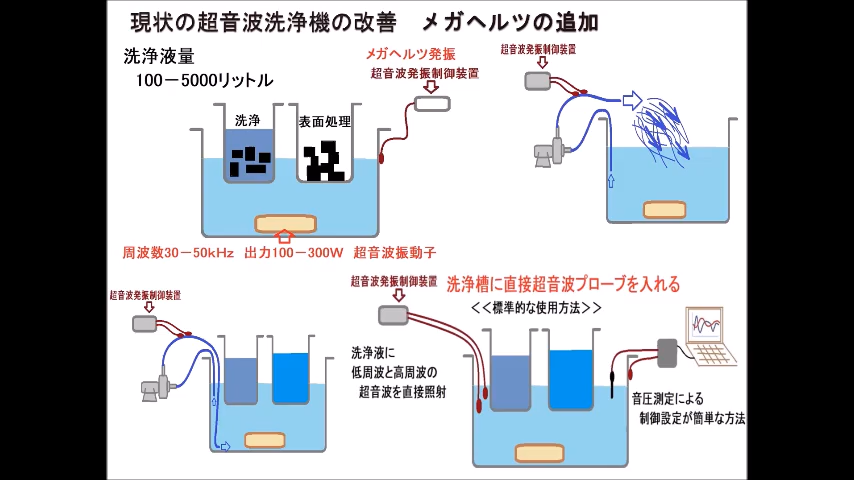 現状の超音波洗浄機の改善　メガヘルツの追加
洗浄液量
100－5000リットル
メガヘルツ発振
超音波発振制御装置
洗浄
表面処理
周波数30－50kHz　出力100－300W　超音波振動子
超音波発振制御装置
超音波発振制御装置
超音波発振制御装置
洗浄槽に直接超音波プローブを入れる
＜＜標準的な使用方法＞＞
洗浄液に
低周波と高周波の
超音波を直接照射
音圧測定による
制御設定が簡単な方法